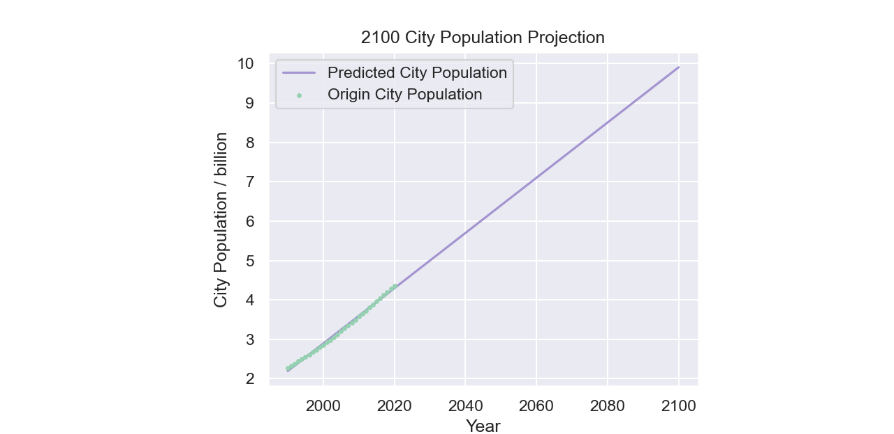 2100 City Population Projection
Predicted City Population
Origin City Population
City Population / billion
10
9
8
7
6
5
4
3
2
2000 2020 2040 2060 2080 2100
Year